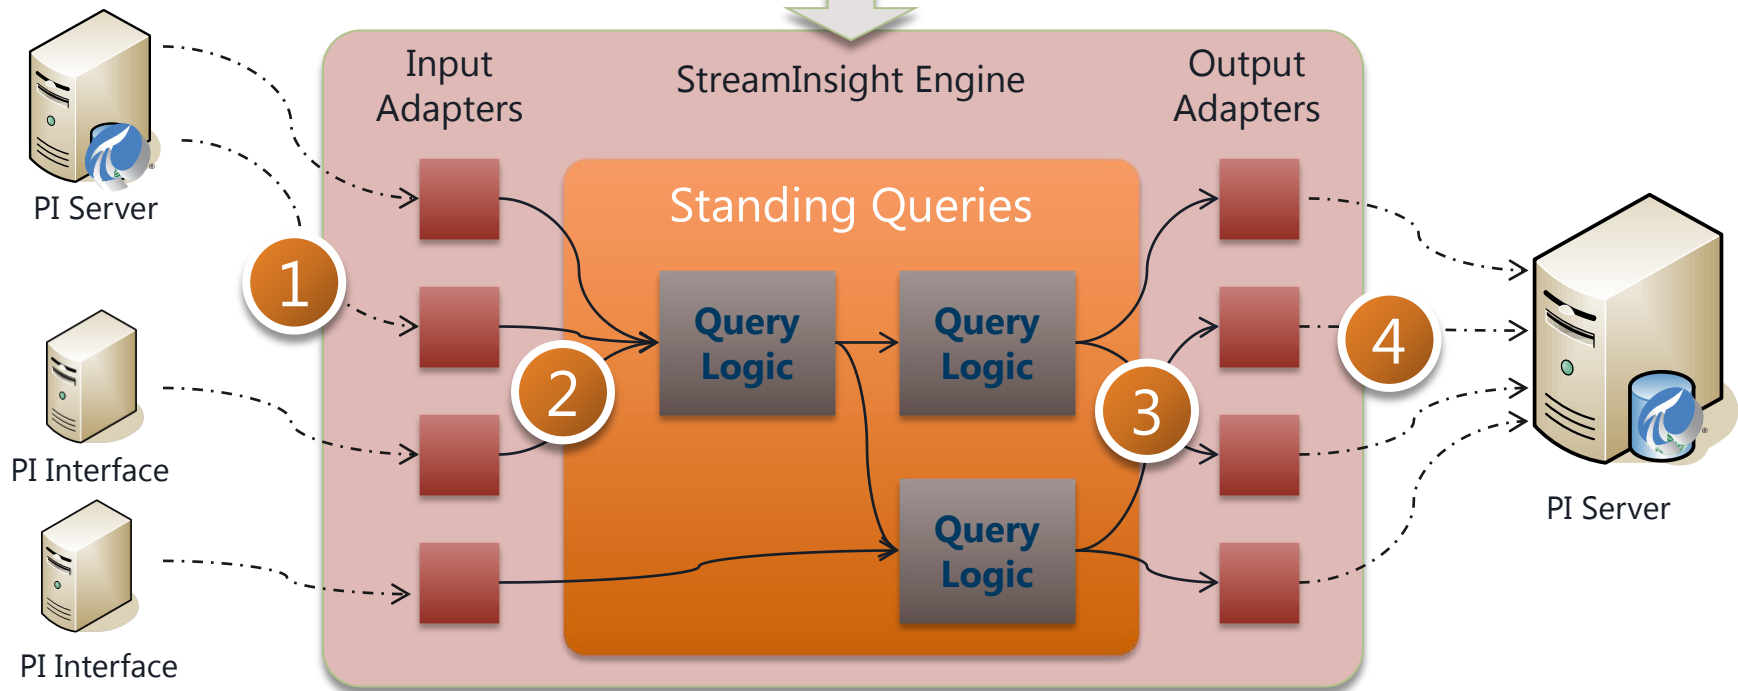 Input
Adapters
StreamInsight Engine
Output
Adapters
PI Server
Standing Queries
1
Query
Logic
Query
Logic
2
3
4
PI Interface
Query
Logic
PI Server
PI Interface